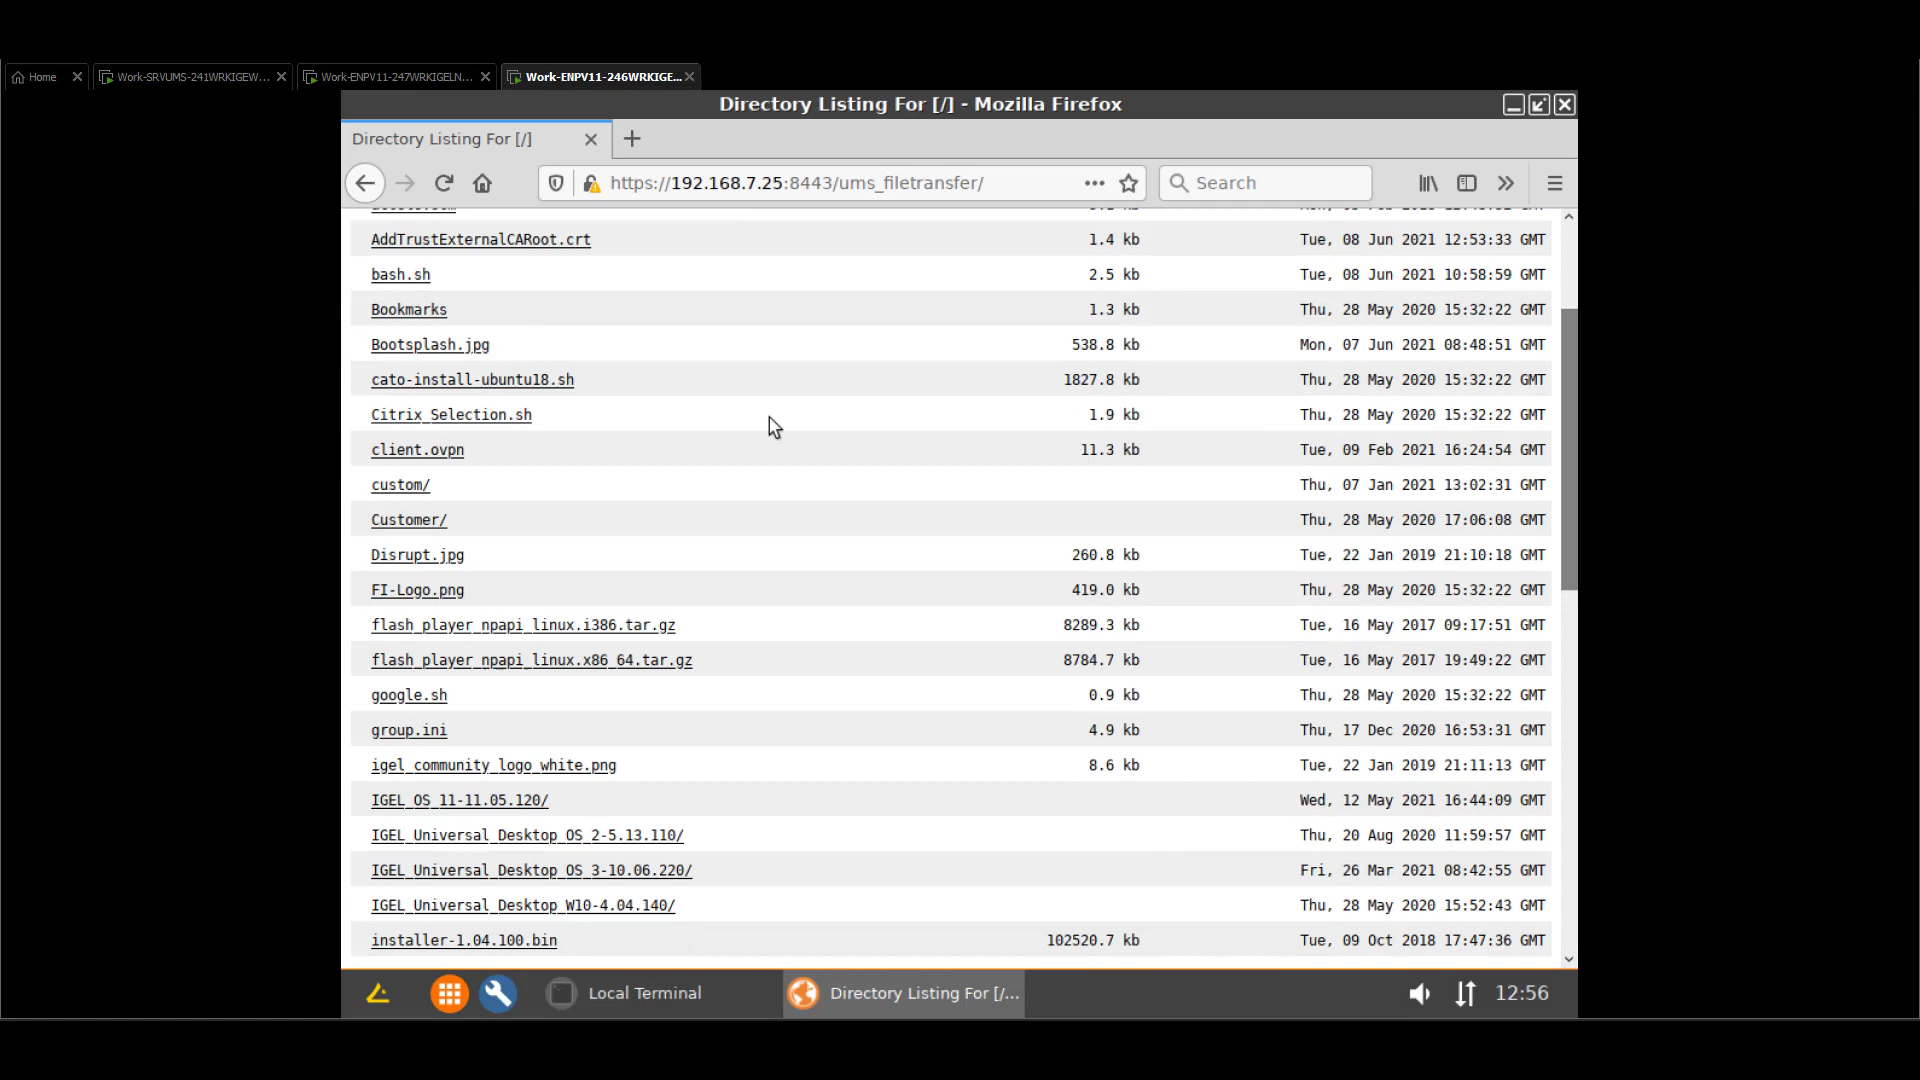 Home
Work-SRVUMS-241WRKIGEW...
Work-ENPV11-247WRKIGELN...
Work-ENPV11-246WRKIGE...
Directory Listing For [/] - Mozilla Firefox
Directory Listing For [/]
https://192.168.7.25:8443/ums_filetransfer/
Search
AddTrustExternalCARoot.crt 1.4 kb Tue, 08 Jun 2021 12:53:33 GMT
bash.sh 2.5 kb Tue, 08 Jun 2021 10:58:59 GMT
Bookmarks 1.3 kb Thu, 28 May 2020 15:32:22 GMT
Bootsplash.jpg 538.8 kb Mon, 07 Jun 2021 08:48:51 GMT
cato-install-ubuntu18.sh 1827.8 kb Thu, 28 May 2020 15:32:22 GMT
Citrix_Selection.sh 1.9 kb Thu, 28 May 2020 15:32:22 GMT
client.ovpn 11.3 kb Tue, 09 Feb 2021 16:24:54 GMT
custom/ Thu, 07 Jan 2021 13:02:31 GMT
Customer/ Thu, 28 May 2020 17:06:08 GMT
Disrupt.jpg 260.8 kb Tue, 22 Jan 2019 21:10:18 GMT
FI-Logo.png 419.0 kb Thu, 28 May 2020 15:32:22 GMT
flash_player_npapi_linux.i386.tar.gz 8289.3 kb Tue, 16 May 2017 09:17:51 GMT
flash_player_npapi_linux.x86_64.tar.gz 8784.7 kb Tue, 16 May 2017 19:49:22 GMT
google.sh 0.9 kb Thu, 28 May 2020 15:32:22 GMT
group.ini 4.9 kb Thu, 17 Dec 2020 16:53:31 GMT
igel_community_logo_white.png 8.6 kb Tue, 22 Jan 2019 21:11:13 GMT
IGEL_OS_11-11.05.120/ Wed, 12 May 2021 16:44:09 GMT
IGEL_Universal_Desktop_OS_2-5.13.110/ Thu, 20 Aug 2020 11:59:57 GMT
IGEL_Universal_Desktop_OS_3-10.06.220/ Fri, 26 Mar 2021 08:42:55 GMT
IGEL_Universal_Desktop_W10-4.04.140/ Thu, 28 May 2020 15:52:43 GMT
installer-1.04.100.bin 102520.7 kb Tue, 09 Oct 2018 17:47:36 GMT
Local Terminal
Directory Listing For [/...
12:56